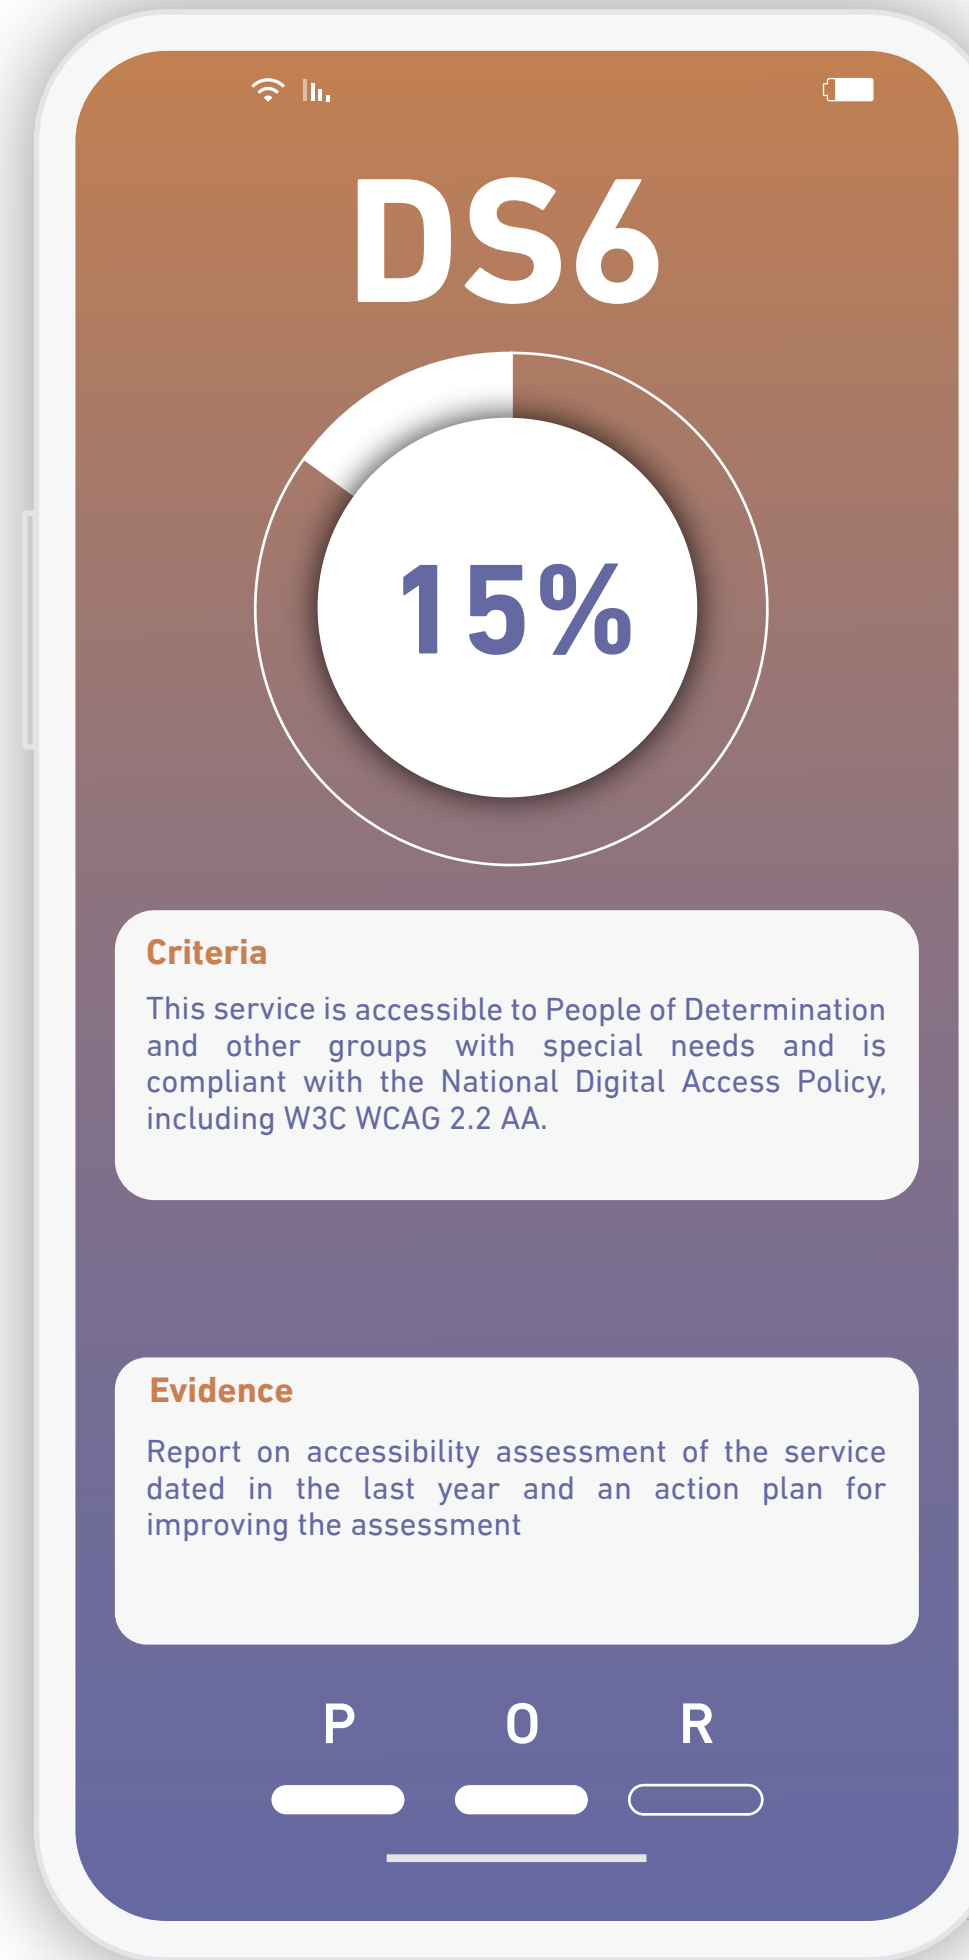 DS6
15%
Criteria
This service is accessible to People of Determination
and other groups with special needs and is
compliant with the National Digital Access Policy,
including W3C WCAG 2.2 AA.
Evidence
Report on accessibility assessment of the service
dated in the last year and an action plan for
improving the assessment
P O R